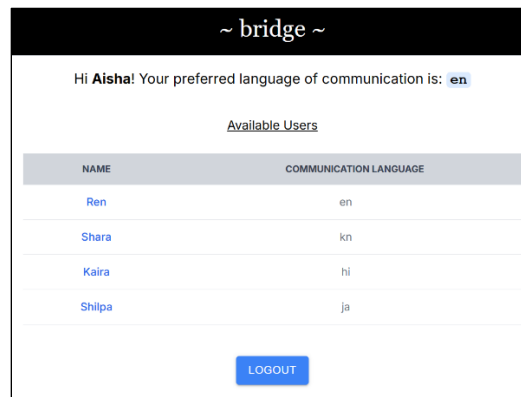 ~ bridge ~
Hi Aisha! Your preferred language of communication is: en
Available Users
NAME COMMUNICATION LANGUAGE
Ren en
Shara kn
Kaira hi
Shilpa ja
LOGOUT